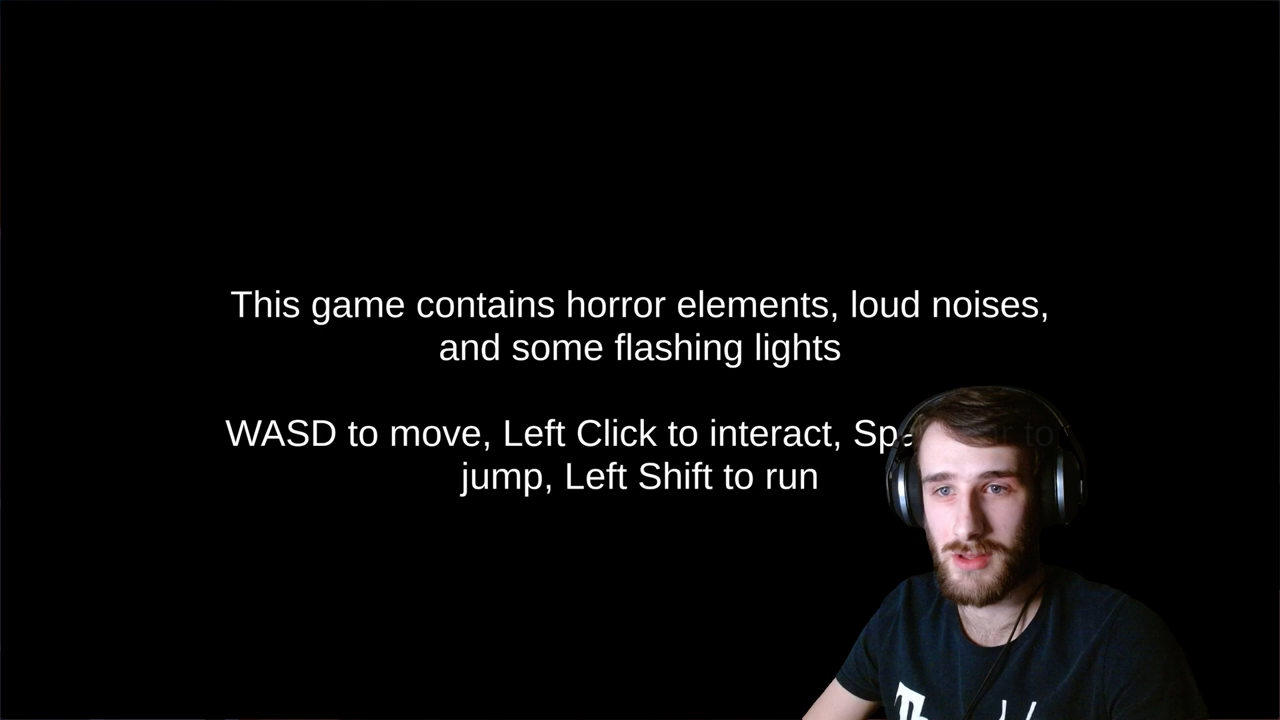 This game contains horror elements, loud noises,
and some flashing lights
WASD to move, Left Click to interact, to
jump, Left Shift to run